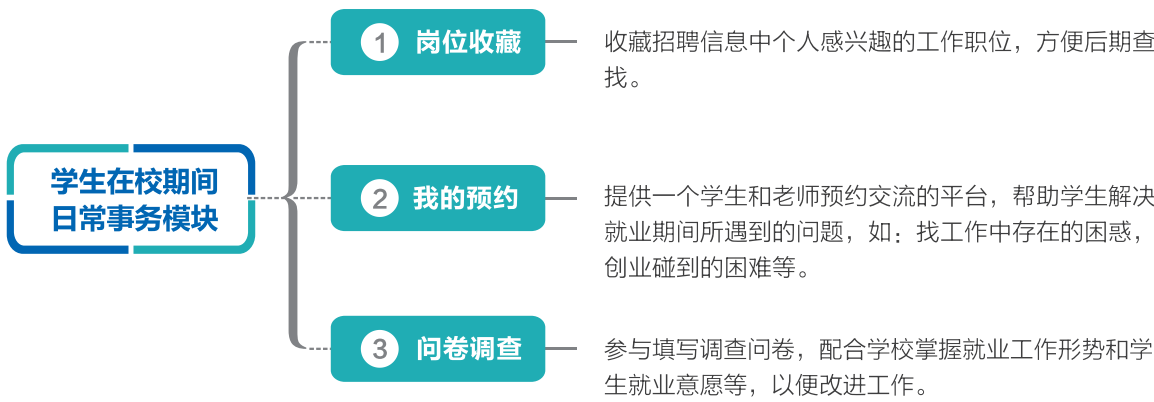 学生在校期间
日常事务模块
1 岗位收藏
收藏招聘信息中个人感兴趣的工作职位，方便后期查
找。
2 我的预约
提供一个学生和老师预约交流的平台，帮助学生解决
就业期间所遇到的问题，如：找工作中存在的困惑，
创业碰到的困难等。
3 问卷调查
参与填写调查问卷，配合学校掌握就业工作形势和学
生就业意愿等，以便改进工作。